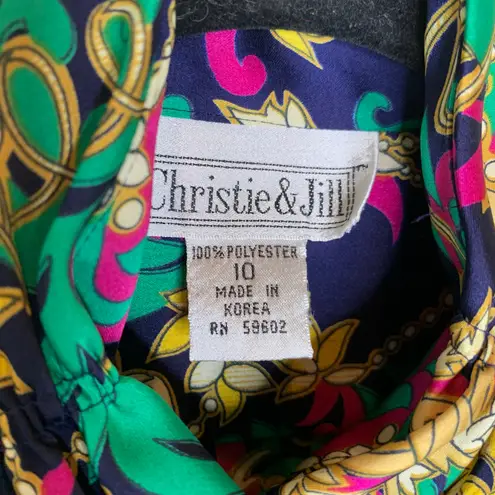 Christie & Jill
100% POLYESTER
10
MADE IN
KOREA
RN 59602